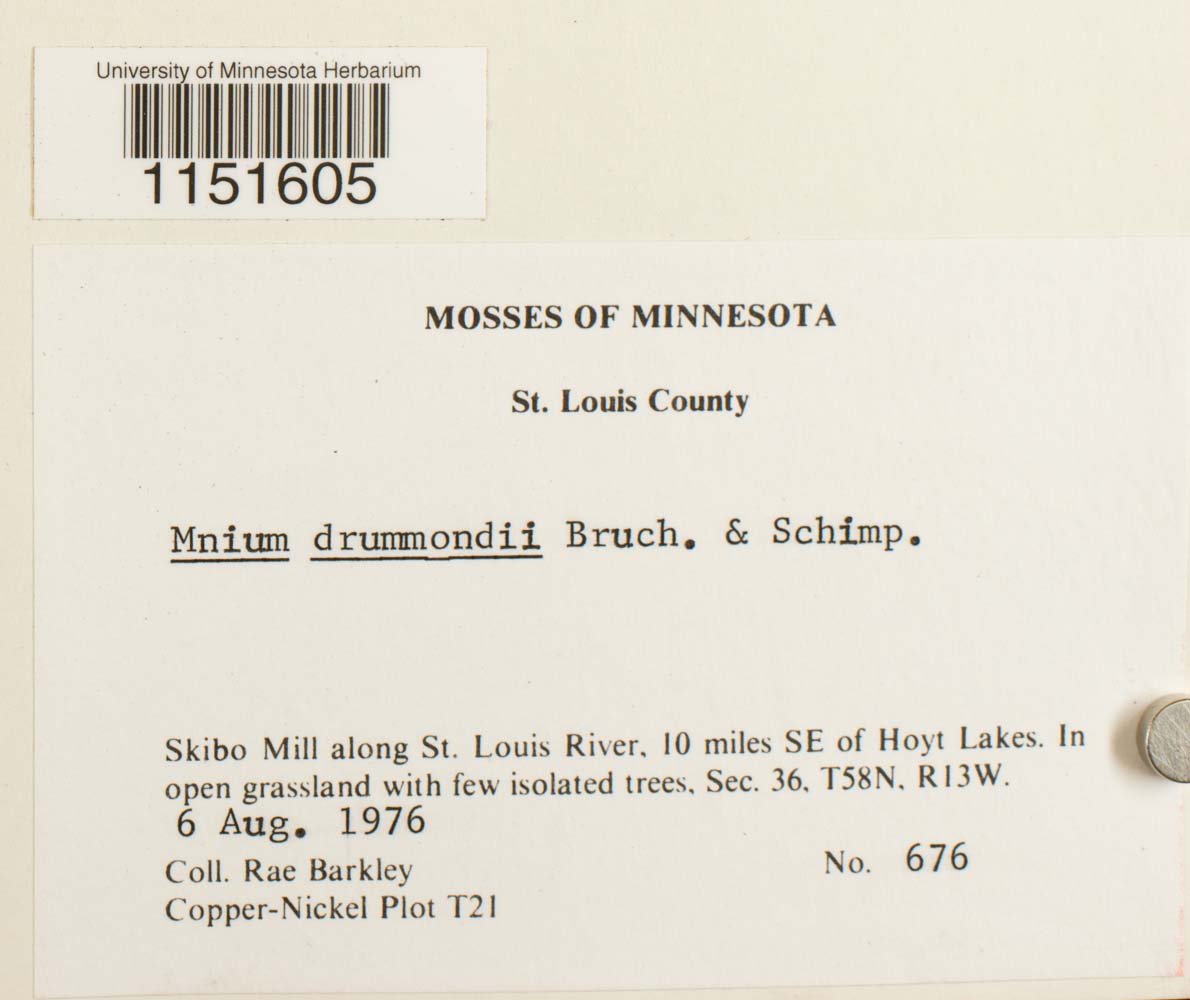 University of Minnesota Herbarium
1151605
MOSSES OF MINNESOTA
St. Louis County
Mnium drummondii Bruch. & Schimp.
Skibo Mill along St. Louis River, 10 miles SE of Hoyt Lakes. In
open grassland with few isolated trees, Sec. 36, T58N, R13W.
6 Aug. 1976
Coll. Rae Barkley No. 676
Copper-Nickel Plot T21